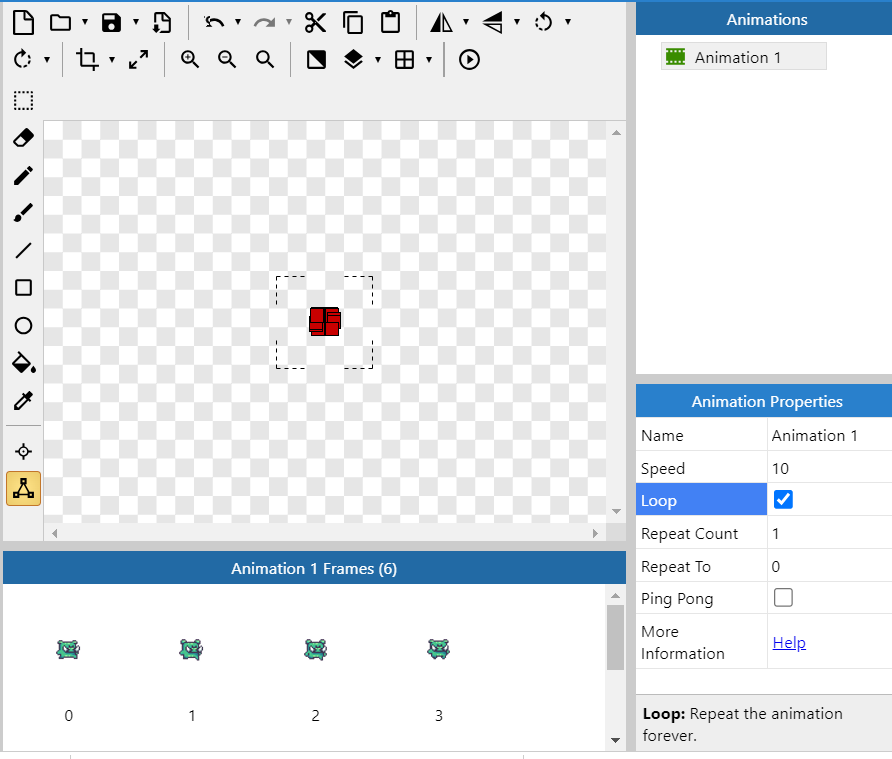 Animations
Animation 1
Animation Properties
Name Animation 1
Speed 10
Loop
Repeat Count 1
Repeat To 0
Ping Pong
More
Information Help
Loop: Repeat the animation
forever.
Animation 1 Frames (6)
0 1 2 3